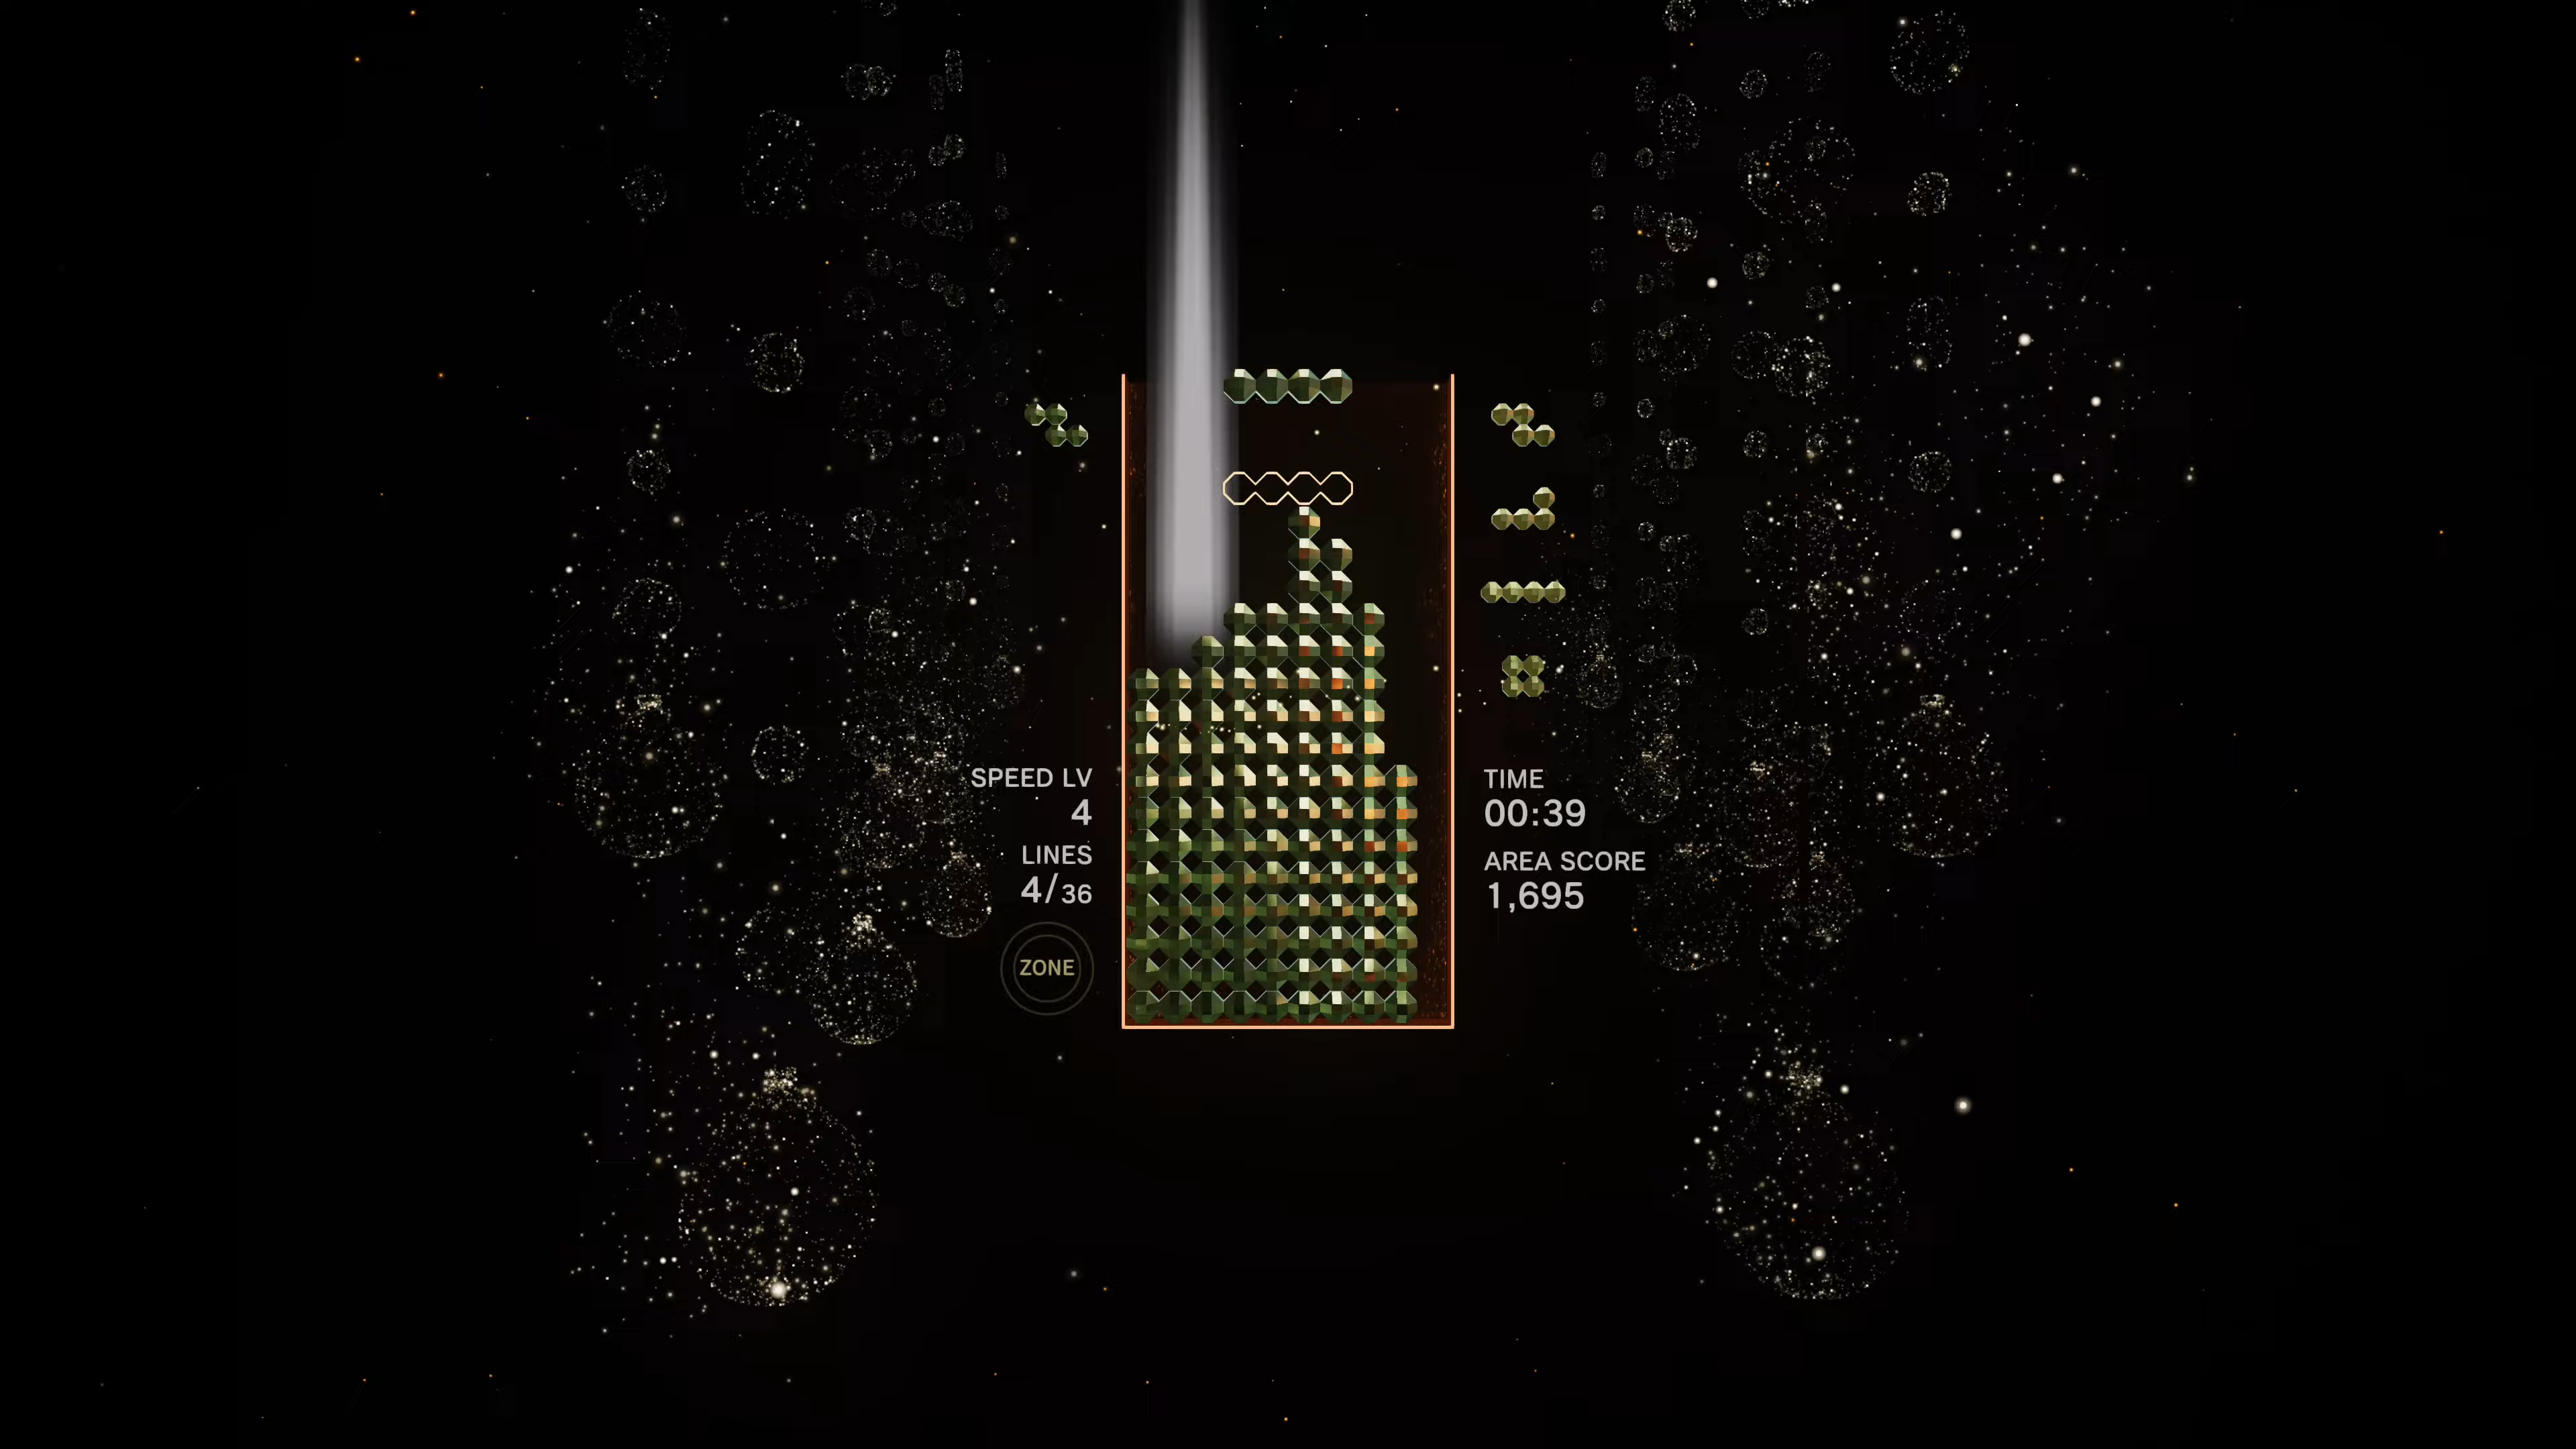 SPEED LV
4
LINES
4/36
ZONE
TIME
00:39
AREA SCORE
1,695